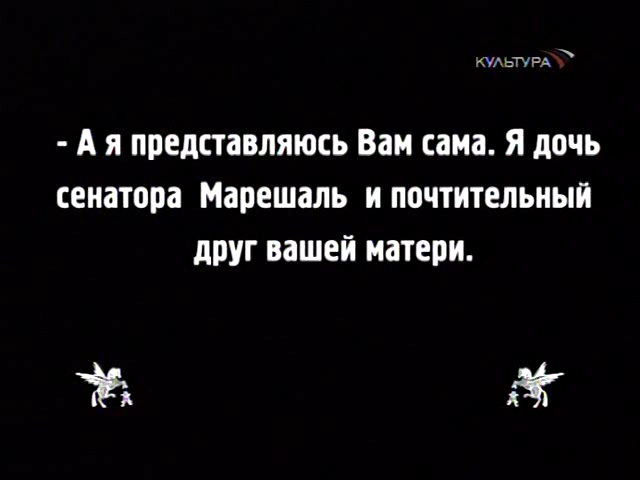 КУЛЬТУРА
- А я представляюсь Вам сама. Я дочь
сенатора Марешаль и почтительный
друг вашей матери.